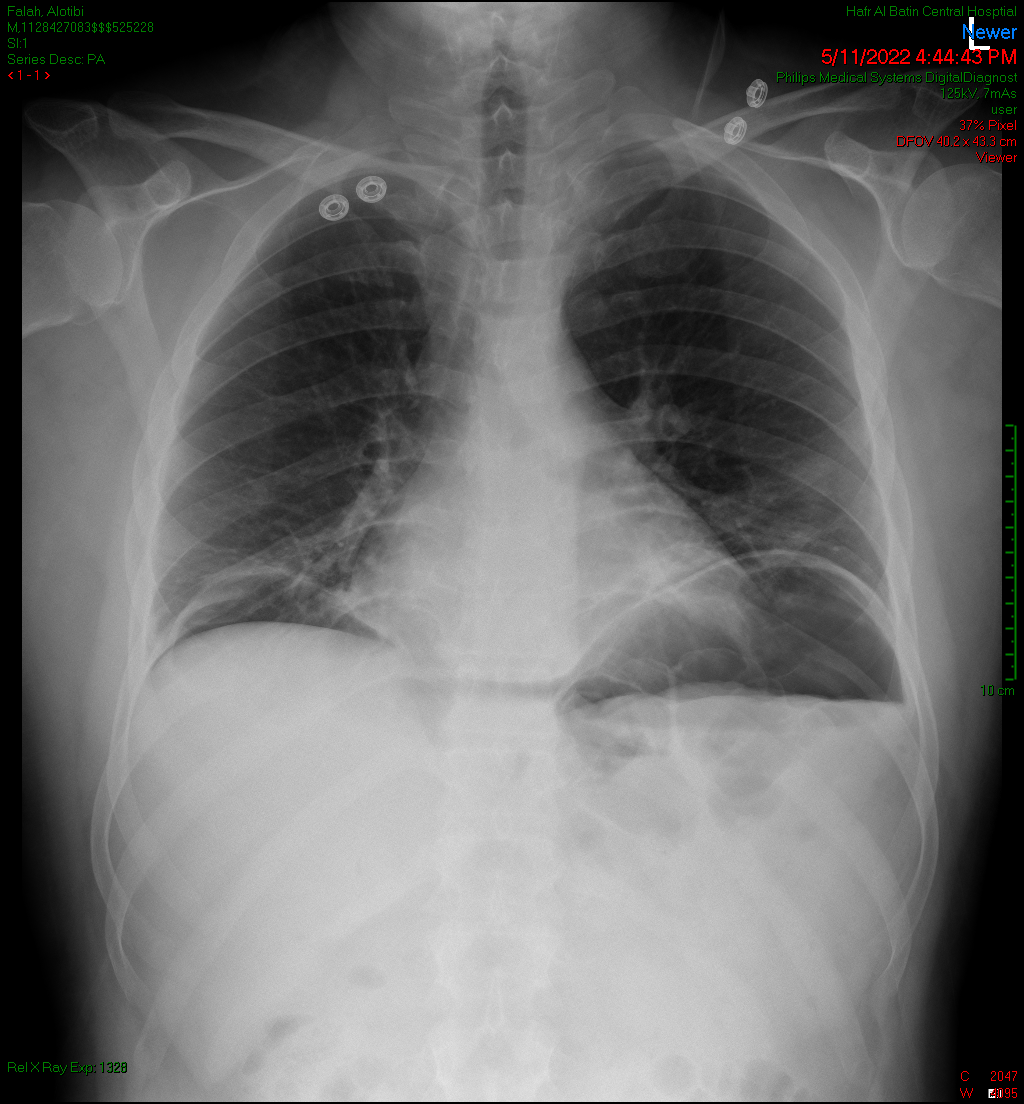 Falah, Alotibi
M,1128427083$$$525228
SI:1
Series Desc: PA
<1-1>
Hafr Al Batin Central Hosptial
Newer
L
5/11/2022 4:44:43 PM
Philips Medical Systems,DigitalDiagnost
125kV, 7mAs
user
37% Pixel
DFOV 40.2 x 43.3 cm
Viewer
10 cm
Rel X Ray Exp: 1328
C 2047
W 4095